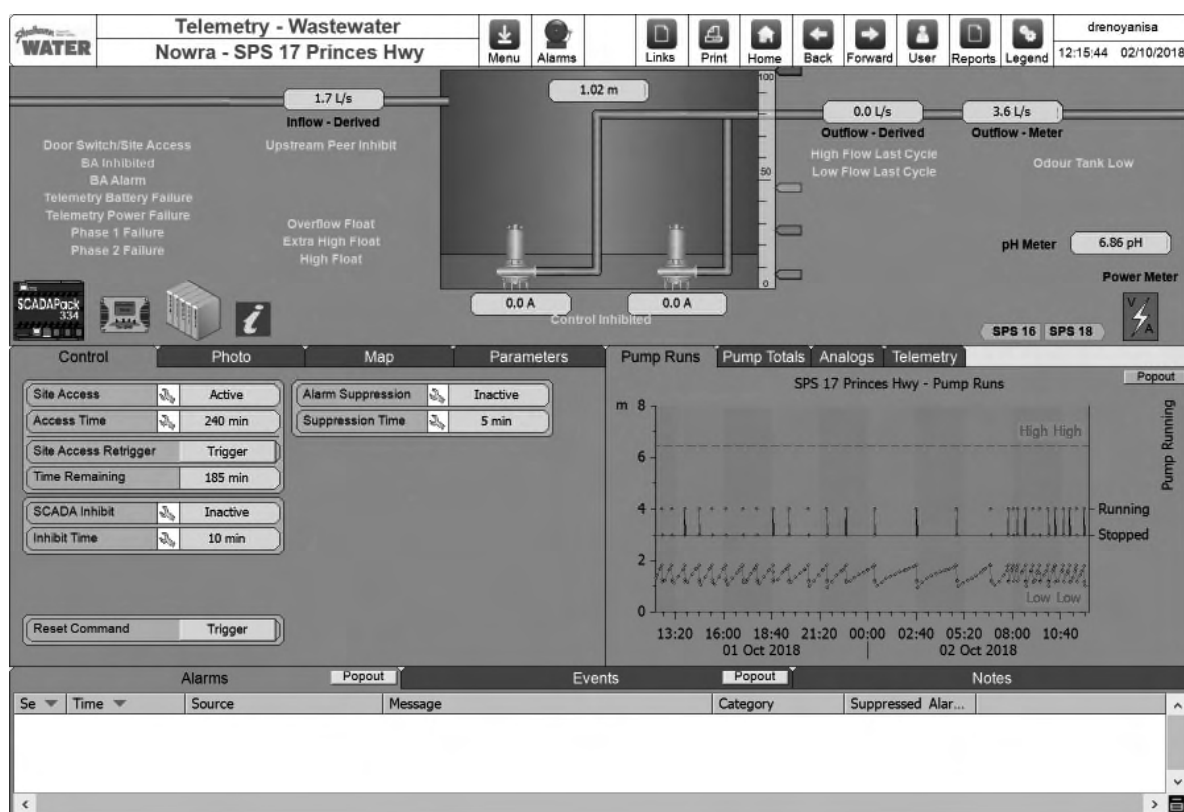 Shoalhaven
WATER
Telemetry - Wastewater
Nowra - SPS 17 Princes Hwy
Menu
Alarms
Links
Print
Home
Back
Forward
User
Reports
Legend
drenoyanisa
12:15:44 02/10/2018
1.7 L/s
Inflow - Derived
1.02 m
100
50
0
0.0 L/s
Outflow - Derived
3.6 L/s
Outflow - Meter
Door Switch/Site Access
BA Inhibited
BA Alarm
Telemetry Battery Failure
Telemetry Power Failure
Phase 1 Failure
Phase 2 Failure
Upstream Peer Inhibit
Overflow Float
Extra High Float
High Float
High Flow Last Cycle
Low Flow Last Cycle
Odour Tank Low
pH Meter
6.86 pH
Power Meter
V
A
SCADAPack
334
i
0.0 A
0.0 A
Control Inhibited
SPS 16
SPS 18
Control
Photo
Map
Parameters
Site Access
Active
Access Time
240 min
Site Access Retrigger
Trigger
Time Remaining
185 min
SCADA Inhibit
Inactive
Inhibit Time
10 min
Reset Command
Trigger
Alarm Suppression
Inactive
Suppression Time
5 min
Pump Runs
Pump Totals
Analogs
Telemetry
Popout
SPS 17 Princes Hwy - Pump Runs
m
8
6
4
2
0
High High
Low Low
Running
Stopped
Pump Running
13:20 16:00 18:40 21:20 00:00 02:40 05:20 08:00 10:40
01 Oct 2018
02 Oct 2018
Alarms
Popout
Events
Popout
Notes
Se
Time
Source
Message
Category
Suppressed Alar...